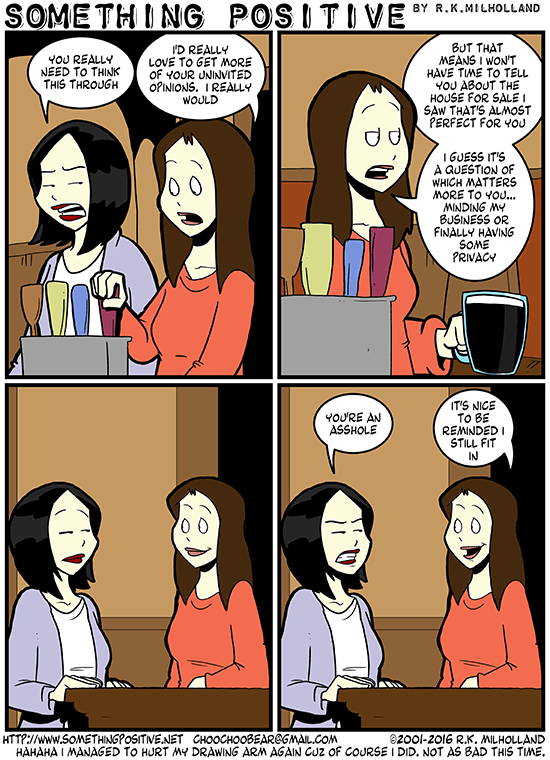 SOMETHING POSITIVE BY R.K.MILHOLLAND
YOU REALLY
NEED TO THINK
THIS THROUGH
I'D REALLY
LOVE TO GET MORE
OF YOUR UNINVITED
OPINIONS. I REALLY
WOULD
BUT THAT
MEANS I WON'T
HAVE TIME TO TELL
YOU ABOUT THE
HOUSE FOR SALE I
SAW THAT'S ALMOST
PERFECT FOR YOU
I GUESS IT'S
A QUESTION OF
WHICH MATTERS
MORE TO YOU...
MINDING MY
BUSINESS OR
FINALLY HAVING
SOME
PRIVACY
YOU'RE AN
ASSHOLE
IT'S NICE
TO BE
REMINDED I
STILL FIT
IN
HTTP://WWW.SOMETHINGPOSITIVE.NET CHOOCHOOBEAR@GMAIL.COM ©2001-2016 R.K. MILHOLLAND
HAHAHA I MANAGED TO HURT MY DRAWING ARM AGAIN CUZ OF COURSE I DID. NOT AS BAD THIS TIME.